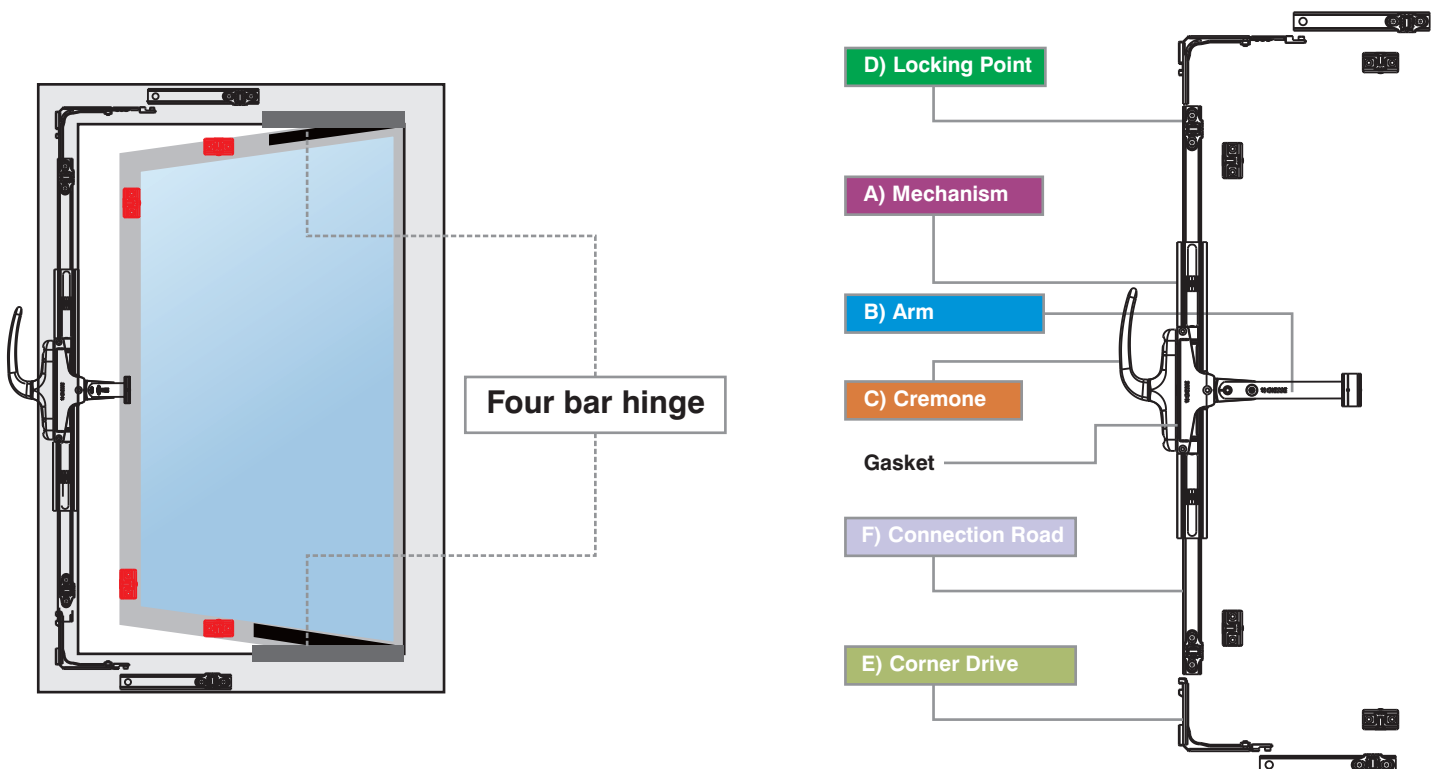 Four bar hinge
D) Locking Point
A) Mechanism
B) Arm
C) Cremone
Gasket
F) Connection Road
E) Corner Drive